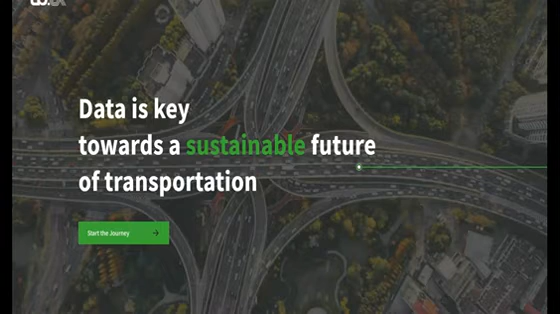 Data is key
towards a sustainable future
of transportation
Start the Journey